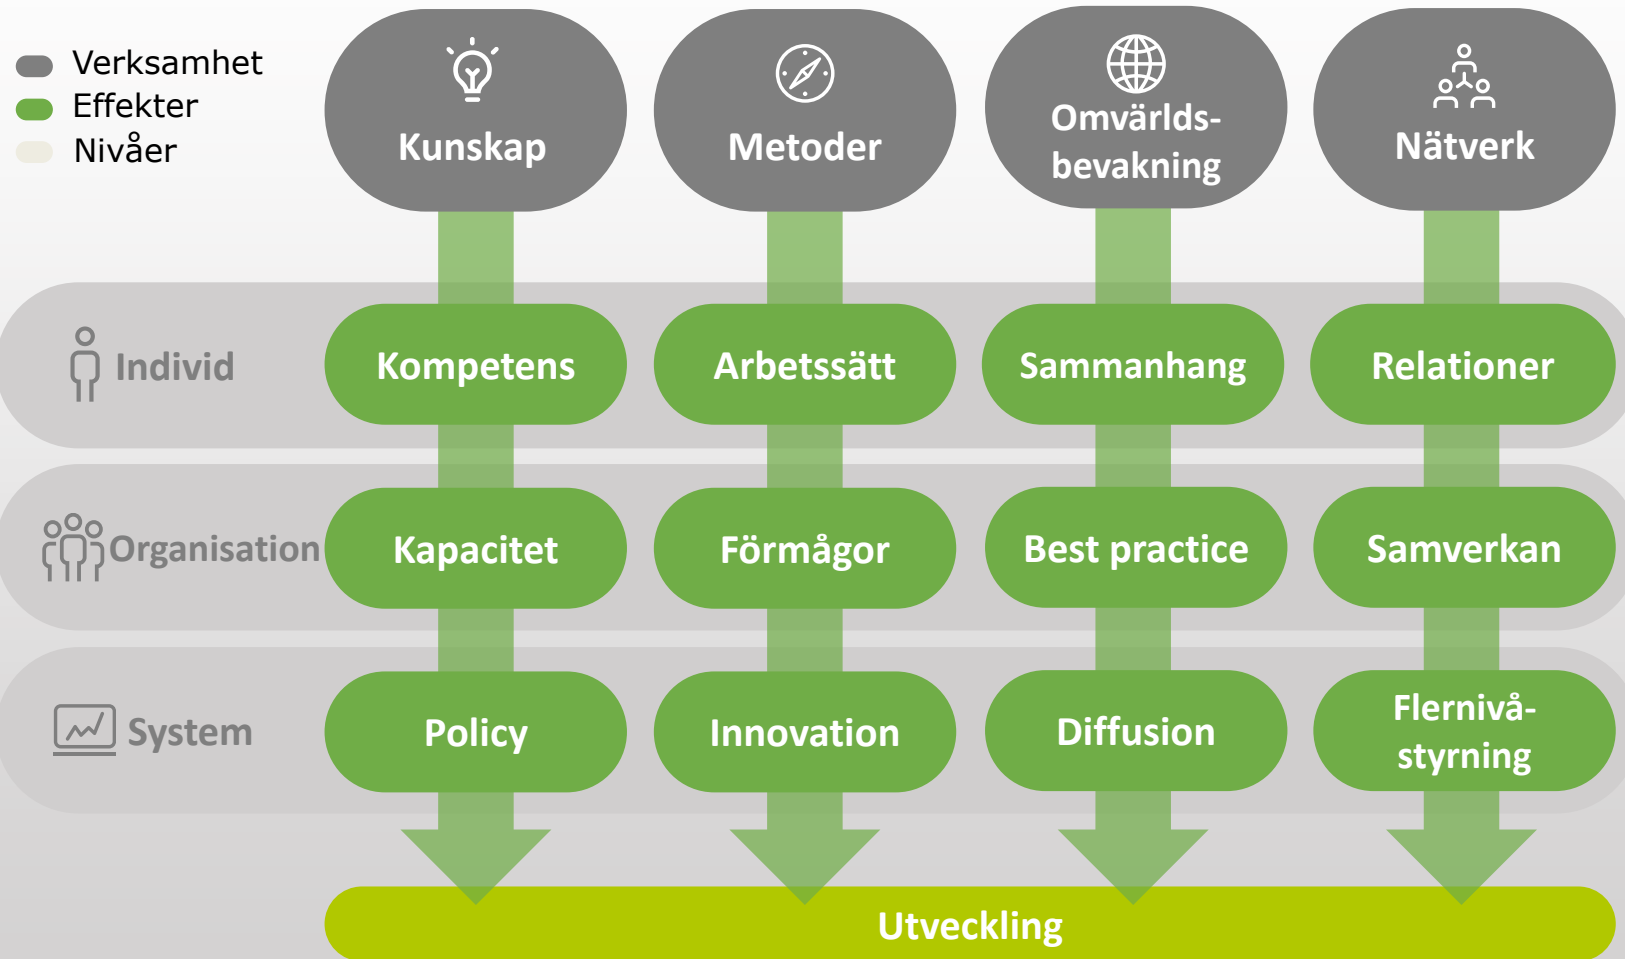 Verksamhet
Effekter
Nivåer
Kunskap
Metoder
Omvärlds-
bevakning
Nätverk
Individ
Kompetens
Arbetssätt
Sammanhang
Relationer
Organisation
Kapacitet
Förmågor
Best practice
Samverkan
System
Policy
Innovation
Diffusion
Flernivå-
styrning
Utveckling